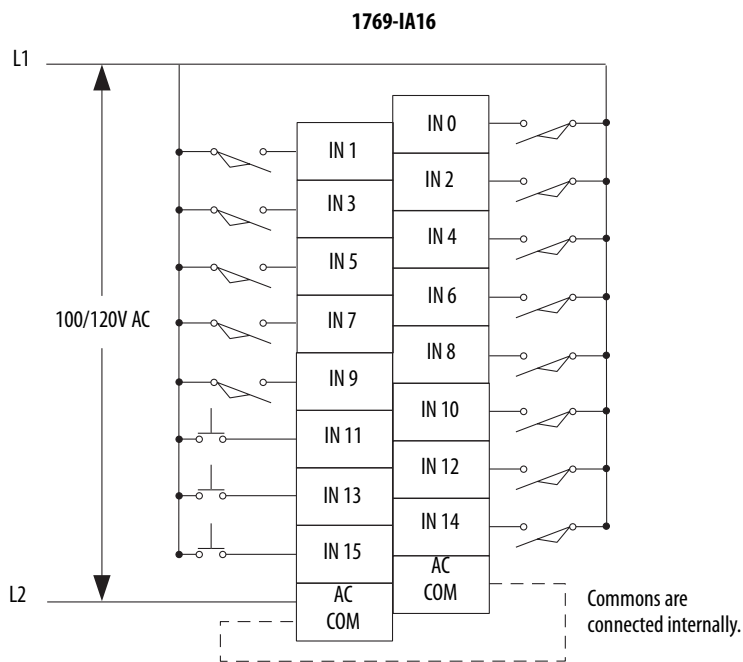 1769-IA16
L1
IN 0
IN 1
IN 2
IN 3
IN 4
IN 5
IN 6
100/120V AC
IN 7
IN 8
IN 9
IN 10
IN 11
IN 12
IN 13
IN 14
IN 15
AC
COM
L2
AC
COM
Commons are
connected internally.